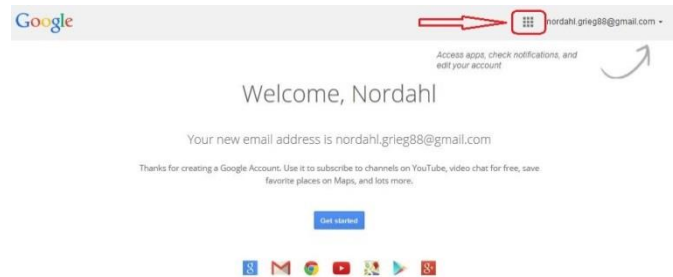 Google
nordahl.grieg88@gmail.com
Access apps, check notifications, and
edit your account
Welcome, Nordahl
Your new email address is nordahl.grieg88@gmail.com
Thanks for creating a Google Account. Use it to subscribe to channels on YouTube, video chat for free, save
favorite places on Maps, and lots more.
Get started